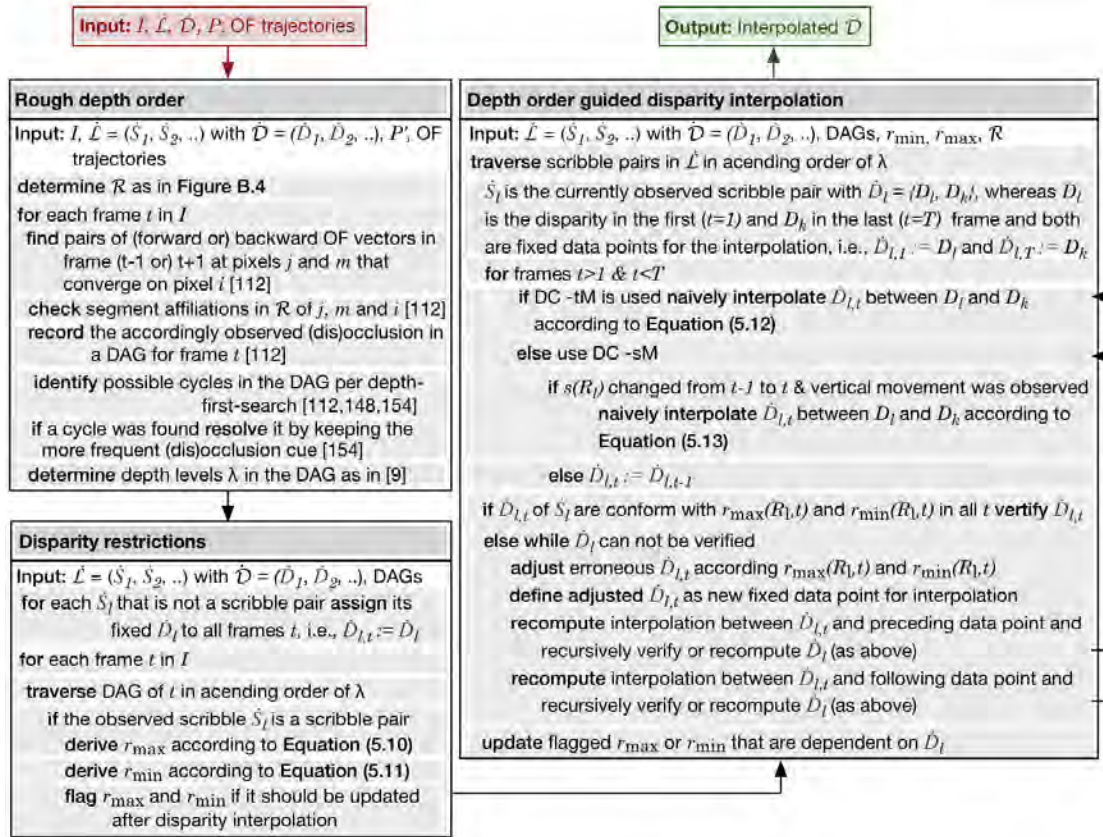 Input: I, L̇, Ḋ, P, OF trajectories
Output: Interpolated Ḋ
Rough depth order
Input: I, L̇ = (Ṡ1, Ṡ2, ..) with Ḋ = (Ḋ1, Ḋ2, ..), P', OF
trajectories
determine R as in Figure B.4
for each frame t in I
find pairs of (forward or) backward OF vectors in
frame (t-1 or) t+1 at pixels j and m that
converge on pixel i [112]
check segment affiliations in R of j, m and i [112]
record the accordingly observed (dis)occlusion in
a DAG for frame t [112]
identify possible cycles in the DAG per depth-
first-search [112,148,154]
if a cycle was found resolve it by keeping the
more frequent (dis)occlusion cue [154]
determine depth levels λ in the DAG as in [9]
Disparity restrictions
Input: L̇ = (Ṡ1, Ṡ2, ..) with Ḋ = (Ḋ1, Ḋ2, ..), DAGs
for each Ṡl that is not a scribble pair assign its
fixed Ḋl to all frames t, i.e., Ḋl,t := Ḋl
for each frame t in I
traverse DAG of t in acending order of λ
if the observed scribble Ṡl is a scribble pair
derive rmax according to Equation (5.10)
derive rmin according to Equation (5.11)
flag rmax and rmin if it should be updated
after disparity interpolation
Depth order guided disparity interpolation
Input: L̇ = (Ṡ1, Ṡ2, ..) with Ḋ = (Ḋ1, Ḋ2, ..), DAGs, rmin, rmax, R
traverse scribble pairs in L̇ in acending order of λ
Ṡl is the currently observed scribble pair with Ḋl = {Dl, Dk}, whereas Dl
is the disparity in the first (t=1) and Dk in the last (t=T) frame and both
are fixed data points for the interpolation, i.e., Ḋl,t := Dl and Ḋl,T := Dk
for frames t>1 & t<T
if DC -tM is used naively interpolate Ḋl,t between Dl and Dk
according to Equation (5.12)
else use DC -sM
if s(Rl) changed from t-1 to t & vertical movement was observed
naively interpolate Ḋl,t between Dl and Dk according to
Equation (5.13)
else Ḋl,t := Ḋl,t-1
if Ḋl,t of Ṡl are conform with rmax(Rl,t) and rmin(Rl,t) in all t vertify Ḋl,t
else while Ḋl can not be verified
adjust erroneous Ḋl,t according rmax(Rl,t) and rmin(Rl,t)
define adjusted Ḋl,t as new fixed data point for interpolation
recompute interpolation between Ḋl,t and preceding data point and
recursively verify or recompute Ḋl (as above)
recompute interpolation between Ḋl,t and following data point and
recursively verify or recompute Ḋl (as above)
update flagged rmax or rmin that are dependent on Ḋl